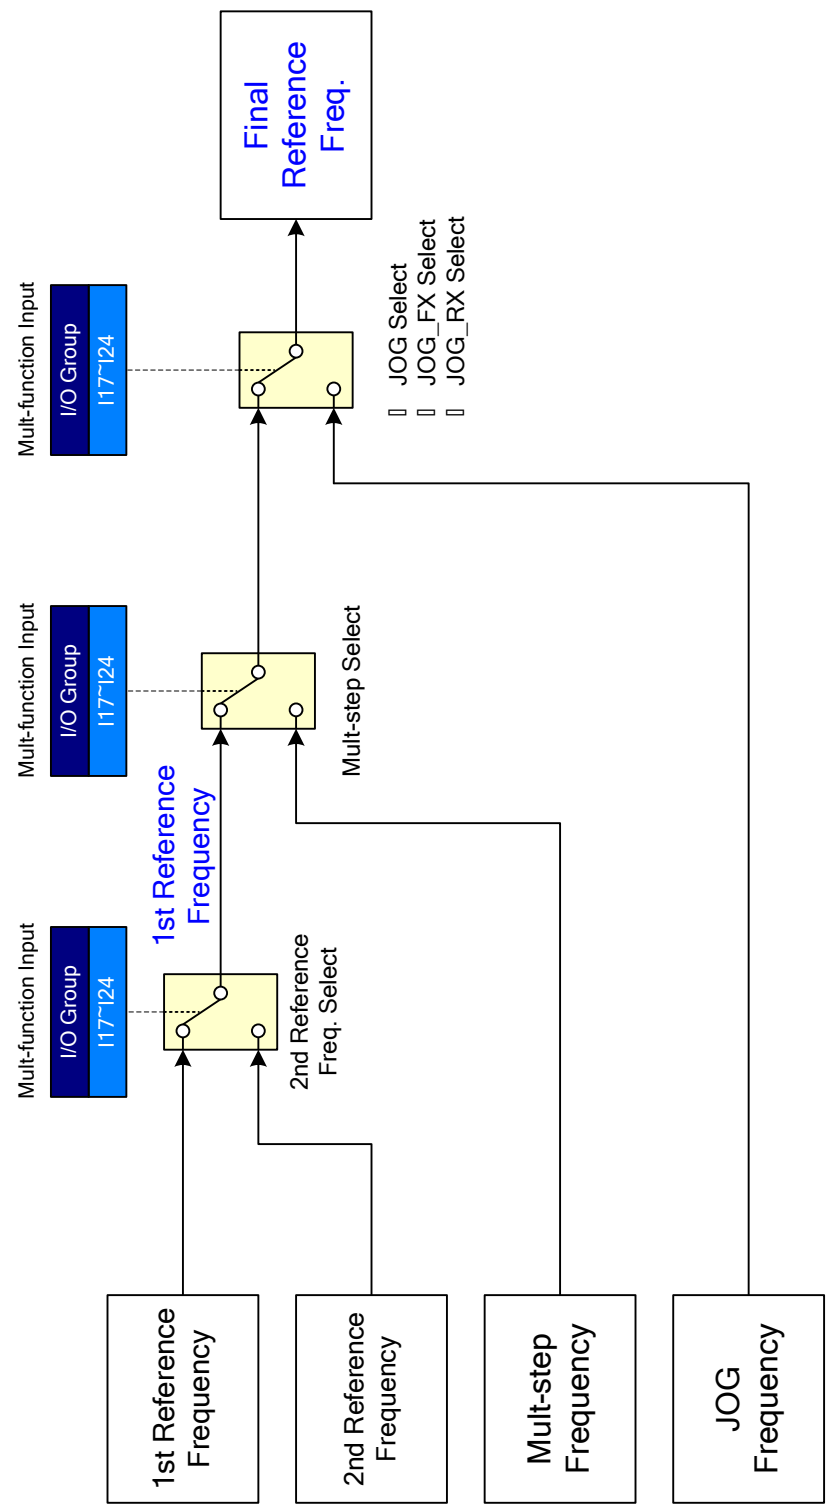 Mult-function Input
I/O Group
I17~I24
Mult-function Input
I/O Group
I17~I24
Mult-function Input
I/O Group
I17~I24
1st Reference
Frequency
1st Reference
Frequency
Final
Reference
Freq.
2nd Reference
Freq. Select
Mult-step Select
JOG Select
JOG_FX Select
JOG_RX Select
2nd Reference
Frequency
Mult-step
Frequency
JOG
Frequency